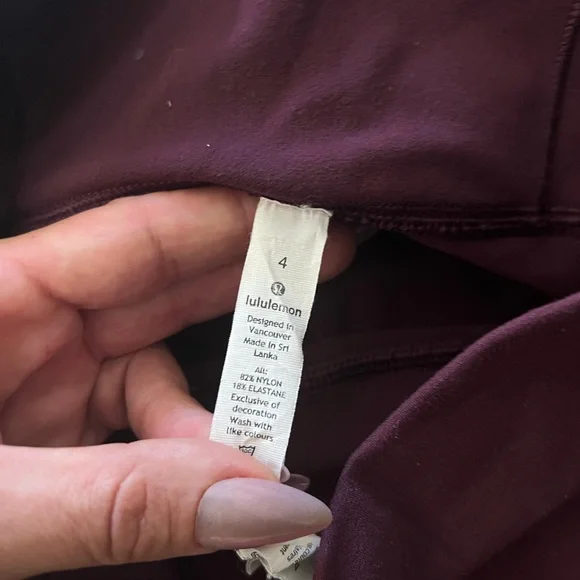 4
lululemon
Designed in
Vancouver
Made in Sri
Lanka
All:
82% NYLON
18% ELASTANE
Exclusive of
decoration
Wash with
like colours